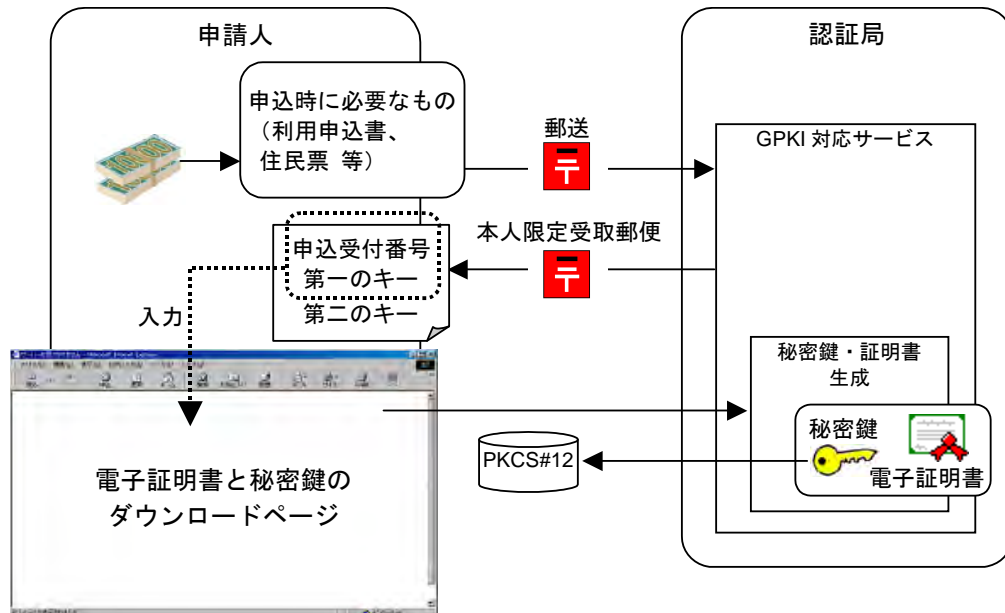 申請人
認証局
申込時に必要なもの
（利用申込書、
住民票 等）
郵送
GPKI 対応サービス
本人限定受取郵便
申込受付番号
第一のキー
第二のキー
入力
秘密鍵・証明書
生成
秘密鍵
電子証明書
PKCS#12
電子証明書と秘密鍵の
ダウンロードページ